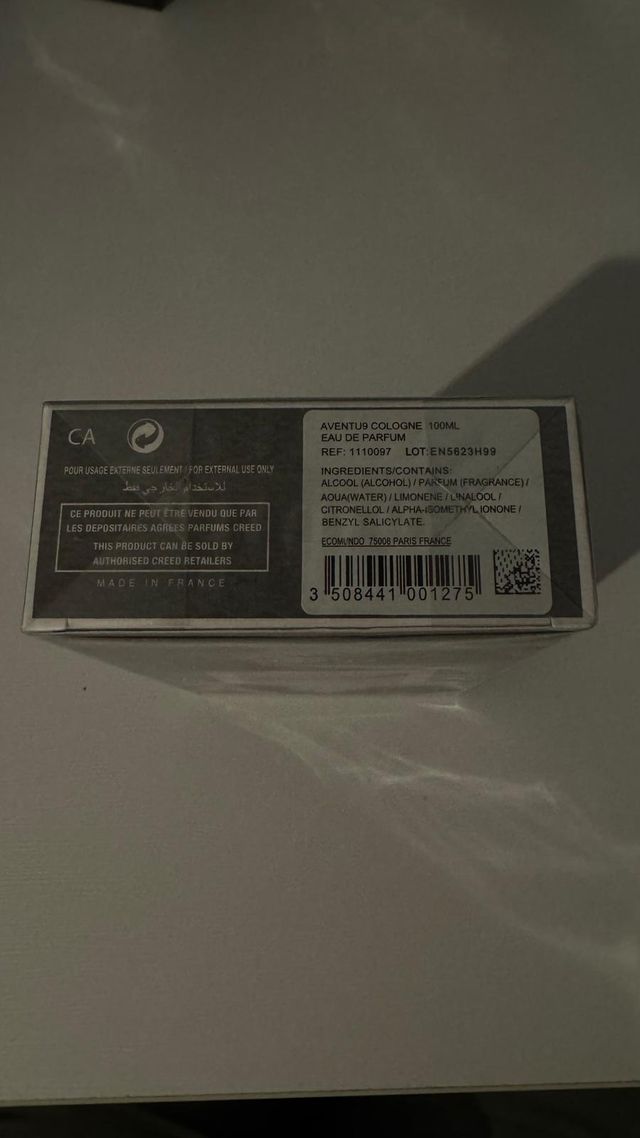 CA
POUR USAGE EXTERNE SEULEMENT / FOR EXTERNAL USE ONLY
للاستخدام الخارجي فقط
CE PRODUIT NE PEUT ÊTRE VENDU QUE PAR
LES DEPOSITAIRES AGRÉES PARFUMS CREED
THIS PRODUCT CAN BE SOLD BY
AUTHORISED CREED RETAILERS
MADE IN FRANCE
AVENTU9 COLOGNE 100ML
EAU DE PARFUM
REF: 1110097 LOT:EN5623H99
INGREDIENTS/CONTAINS:
ALCOOL (ALCOHOL) / PARFUM (FRAGRANCE) /
AQUA(WATER) / LIMONENE / LINALOOL /
CITRONELLOL / ALPHA-ISOMETHYL IONONE /
BENZYL SALICYLATE.
ECOMUNDO 75008 PARIS FRANCE
3 508441 001275